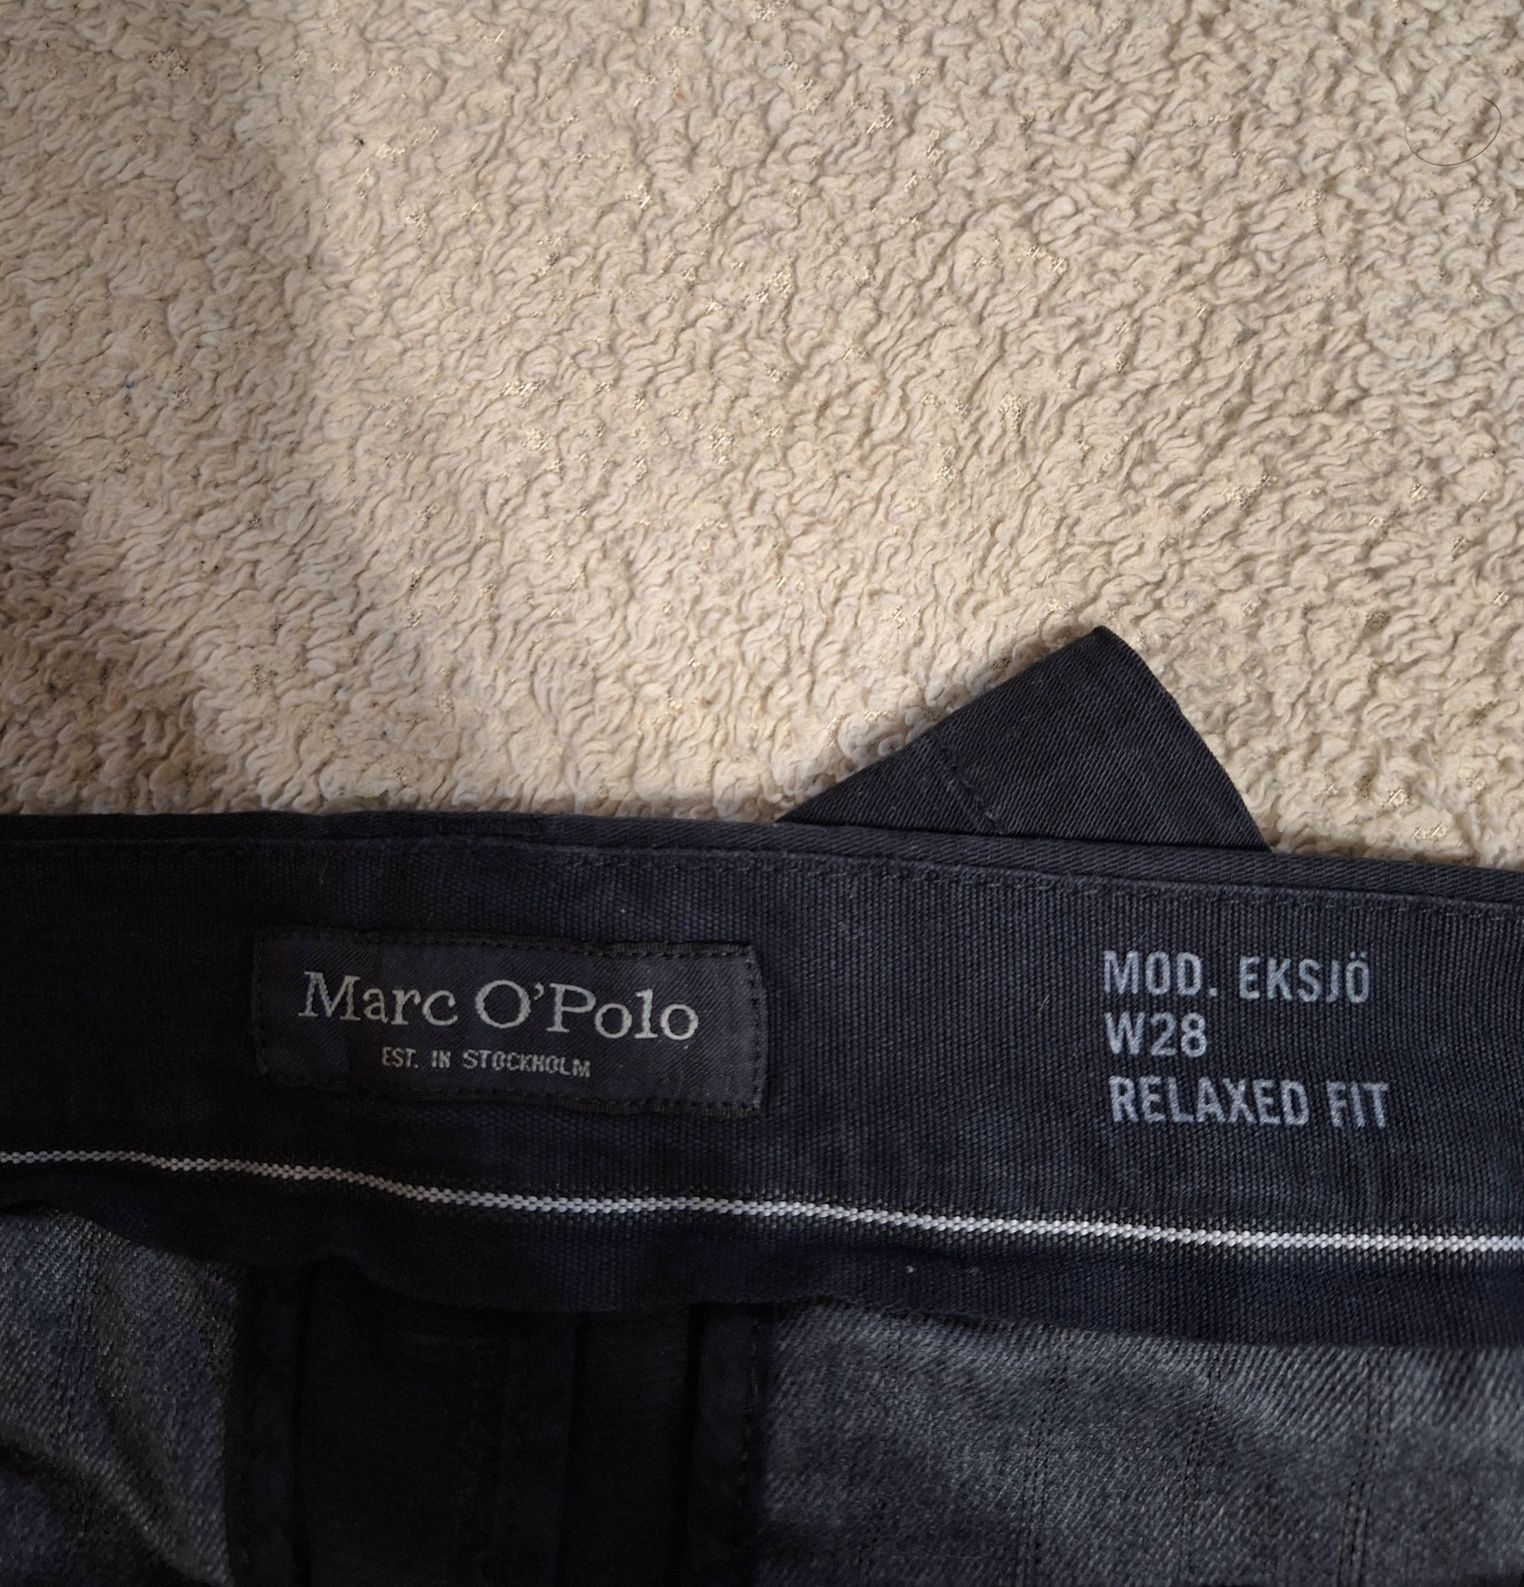 Marc O'Polo
EST. IN STOCKHOLM
MOD. EKSJÖ
W28
RELAXED FIT